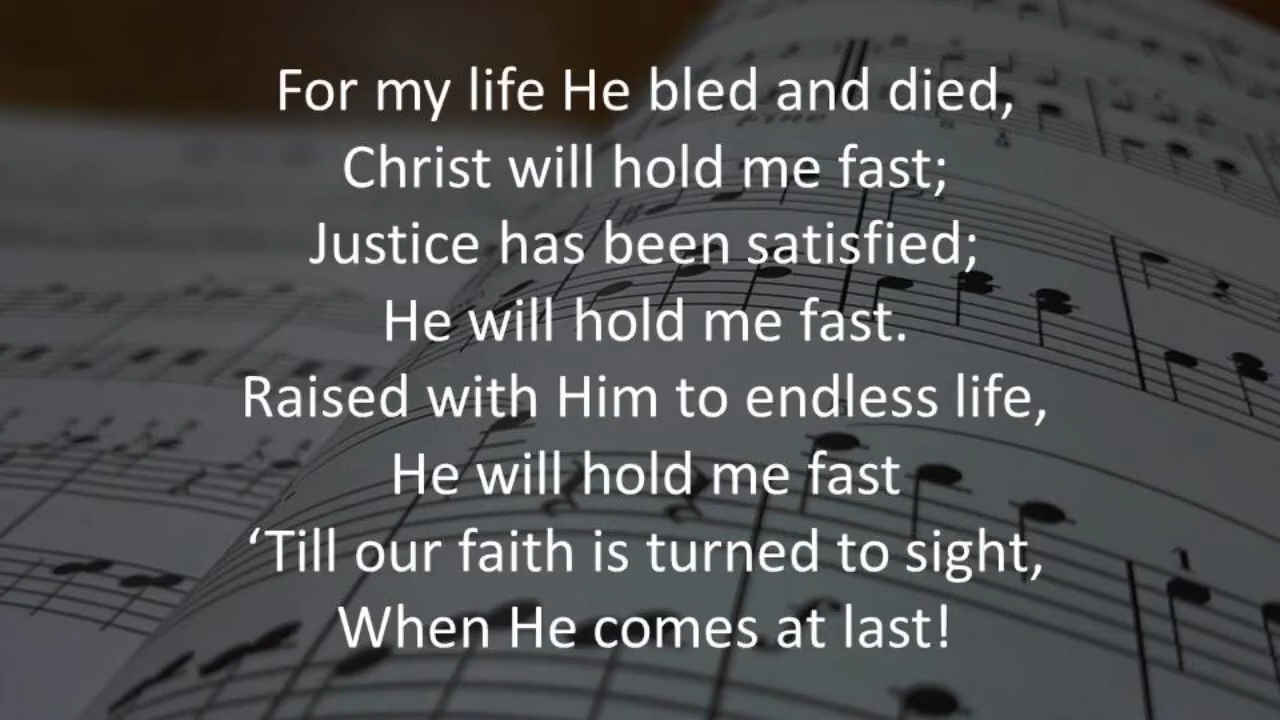 For my life He bled and died,
Christ will hold me fast;
Justice has been satisfied;
He will hold me fast.
Raised with Him to endless life,
He will hold me fast
‘Till our faith is turned to sight,
When He comes at last!